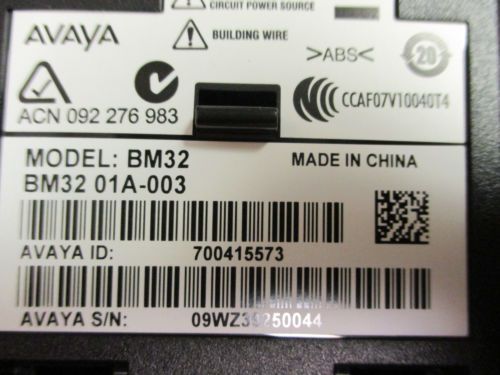 CIRCUIT POWER SOURCE
AVAYA
BUILDING WIRE
>ABS<
20
N
ACN 092 276 983
CCAF07V10040T4
MODEL: BM32
MADE IN CHINA
BM32 01A-003
AVAYA ID: 700415573
AVAYA S/N: